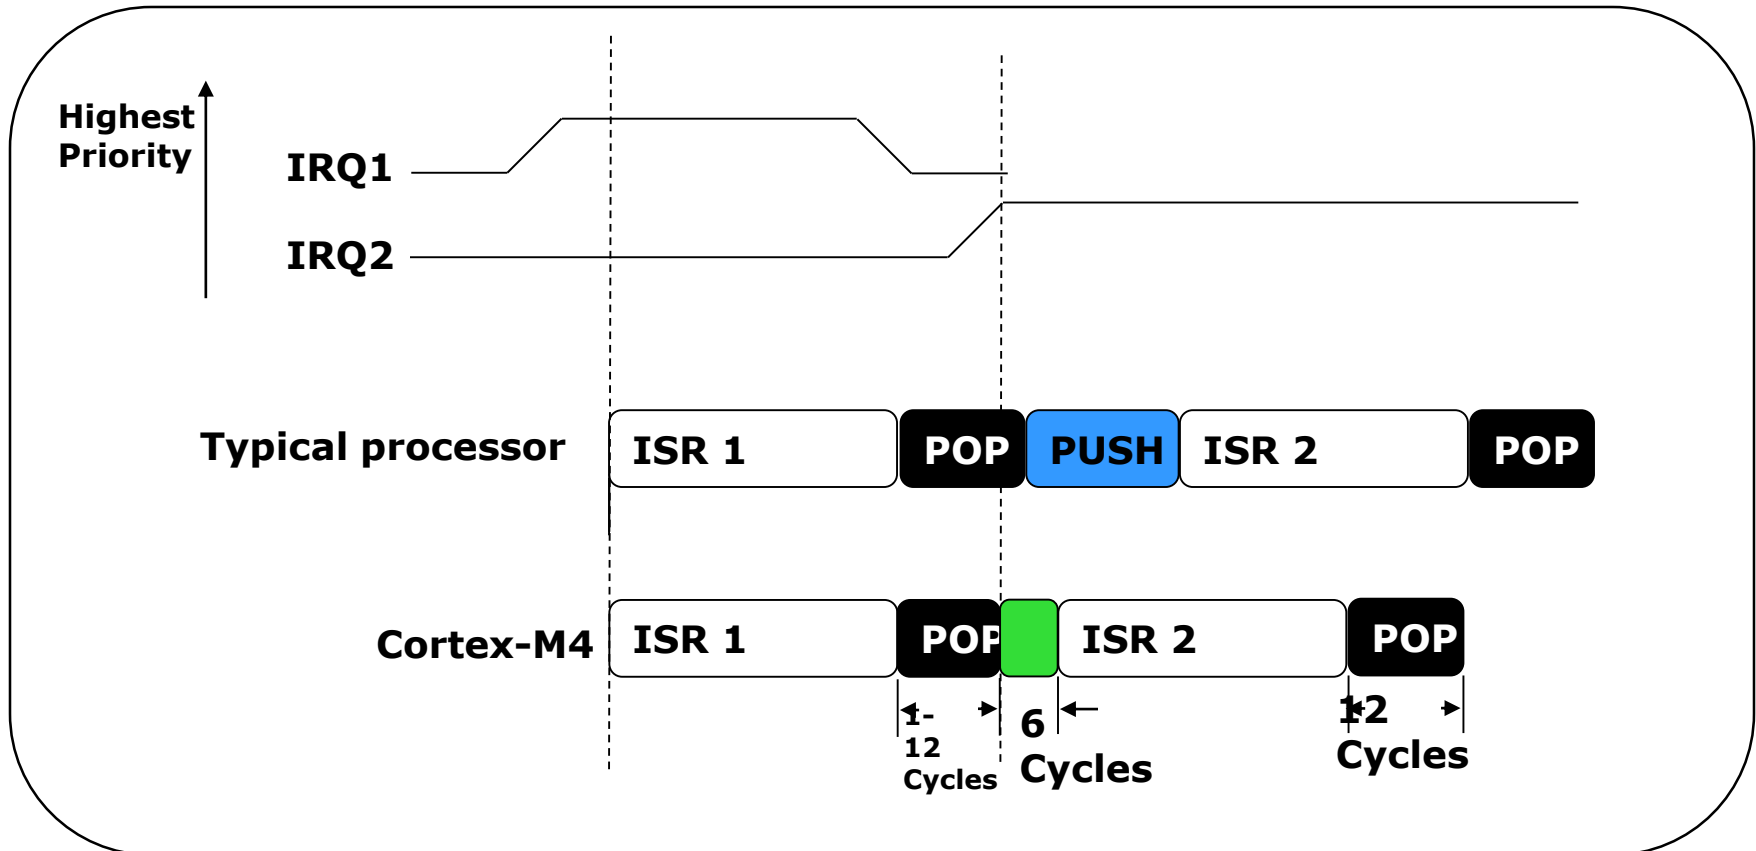 Highest
Priority
IRQ1
IRQ2
Typical processor
ISR 1
POP
PUSH
ISR 2
POP
Cortex-M4
ISR 1
POP
ISR 2
POP
1-
12
Cycles
6
Cycles
12
Cycles